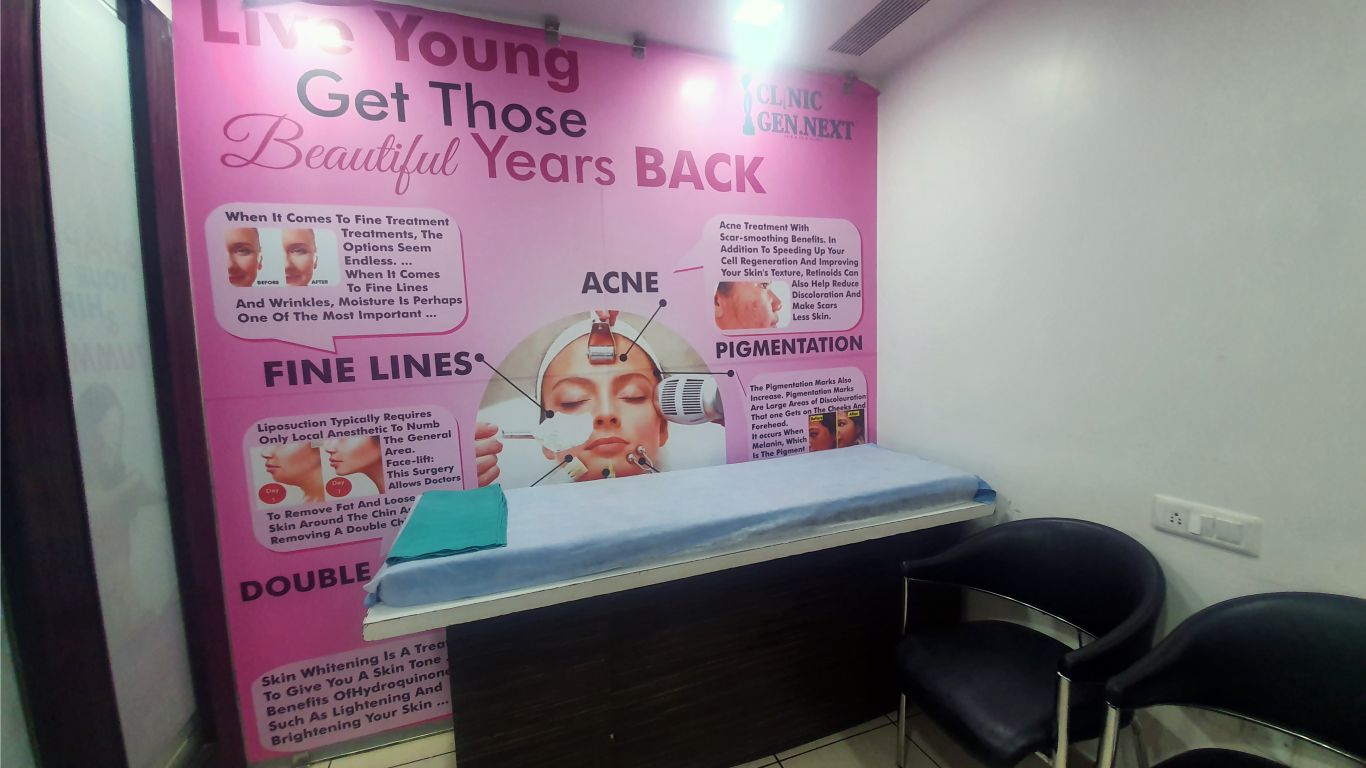 Live Young
Get Those
Beautiful Years BACK
CLINIC
GEN.NEXT
When It Comes To Fine Treatment
Treatments, The
Options Seem
Endless. ...
When It Comes
To Fine Lines
And Wrinkles, Moisture Is Perhaps
One Of The Most Important ...
BEFORE
AFTER
FINE LINES
ACNE
Acne Treatment With
Scar-smoothing Benefits. In
Addition To Speeding Up Your
Cell Regeneration And Improving
Your Skin's Texture, Retinoids Can
Also Help Reduce
Discoloration And
Make Scars
Less Skin.
PIGMENTATION
The Pigmentation Marks Also
Increase. Pigmentation Marks
Are Large Areas of Discolouration
That one Gets on The Cheeks And
Forehead.
It occurs When
Melanin, Which
Is The Pigment
Before
After
Liposuction Typically Requires
Only Local Anesthetic To Numb
The General
Area.
Face-lift:
This Surgery
Allows Doctors
To Remove Fat And Loose
Skin Around The Chin
Removing A Double
Day
1
Day
7
DOUBLE
Skin Whitening Is A
To Give You A Skin Tone
Benefits OfHydroquinone
Such As Lightening And
Brightening Your Skin ...